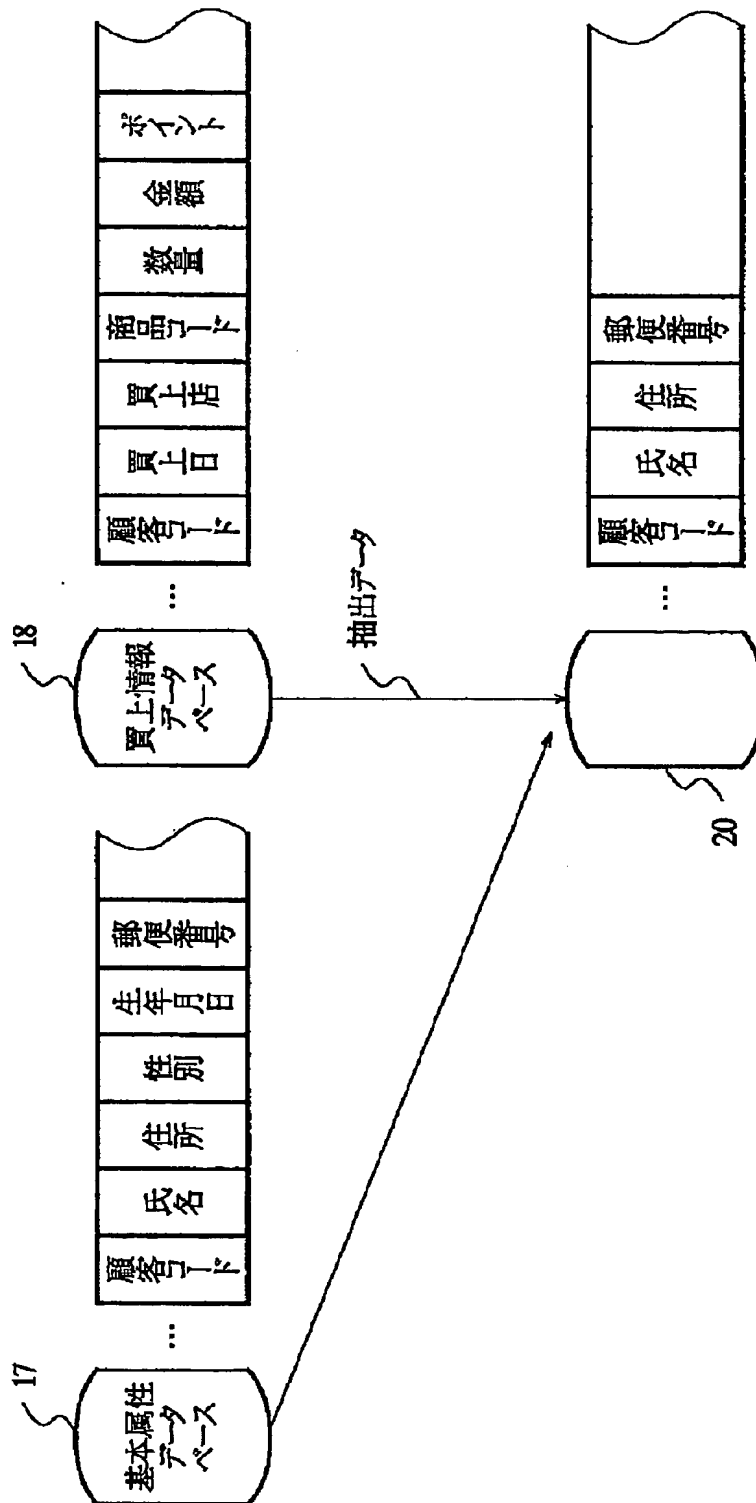 17
基本属性
データ
ベース
…
顧客コード
氏名
住所
性別
生年月日
郵便番号
18
買上情報
データ
ベース
…
顧客コード
買上日
買上店
商品コード
数量
金額
ポイント
抽出データ
20
…
顧客コード
氏名
住所
郵便番号